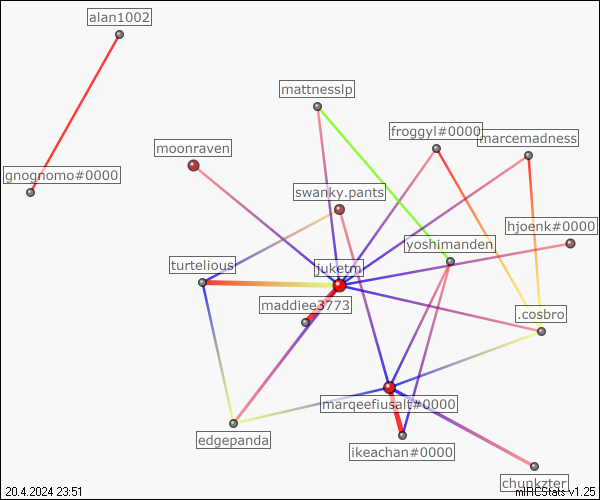 alan1002
mattnesslp
froggyl#0000
marcemadness
moonraven
gnognomo#0000
swanky.pants
hjoenk#0000
yoshimanden
turtelious
juketm
maddiee3773
.cosbro
marqeefiusalt#0000
edgepanda
ikeachan#0000
chunkzter
20.4.2024 23:51
mIRCStats v1.25